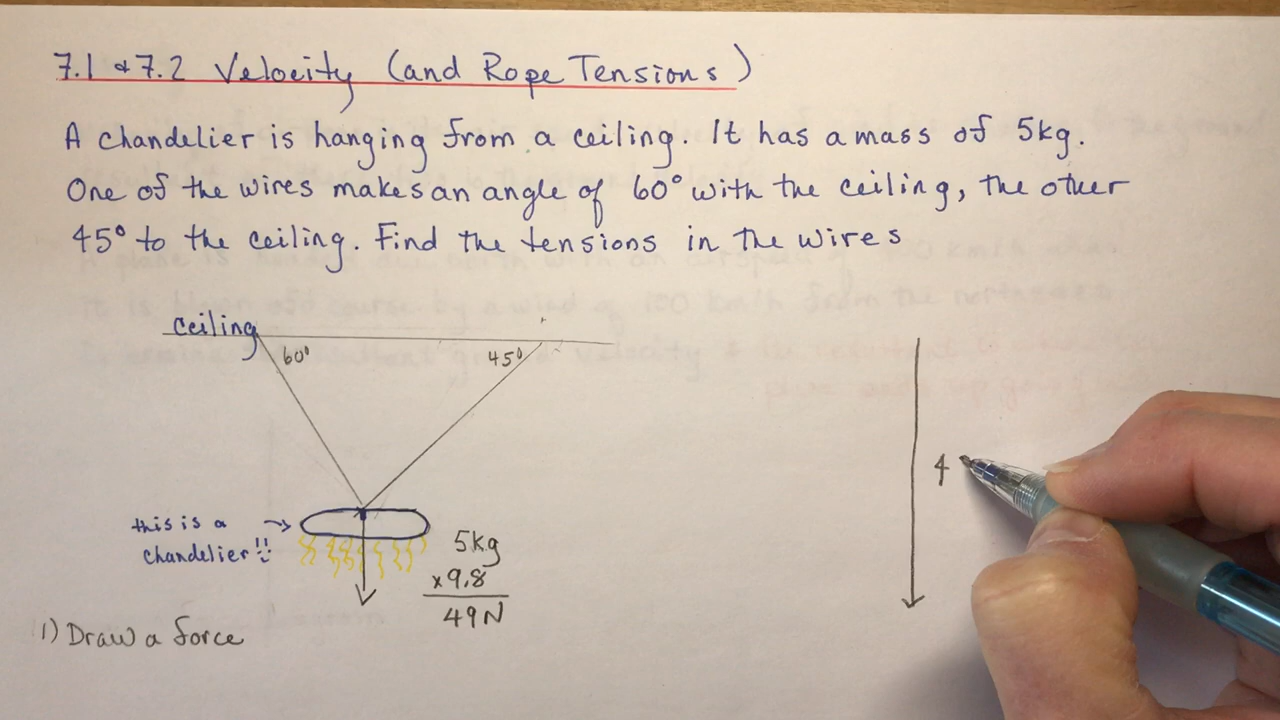 7.1 & 7.2 Velocity (and Rope Tensions)
A chandelier is hanging from a ceiling. It has a mass of 5kg.
One of the wires makes an angle of 60° with the ceiling, the other
45° to the ceiling. Find the tensions in the wires
ceiling
60°
45°
this is a
chandelier!!
5kg
x9.8
49N
1) Draw a force
4